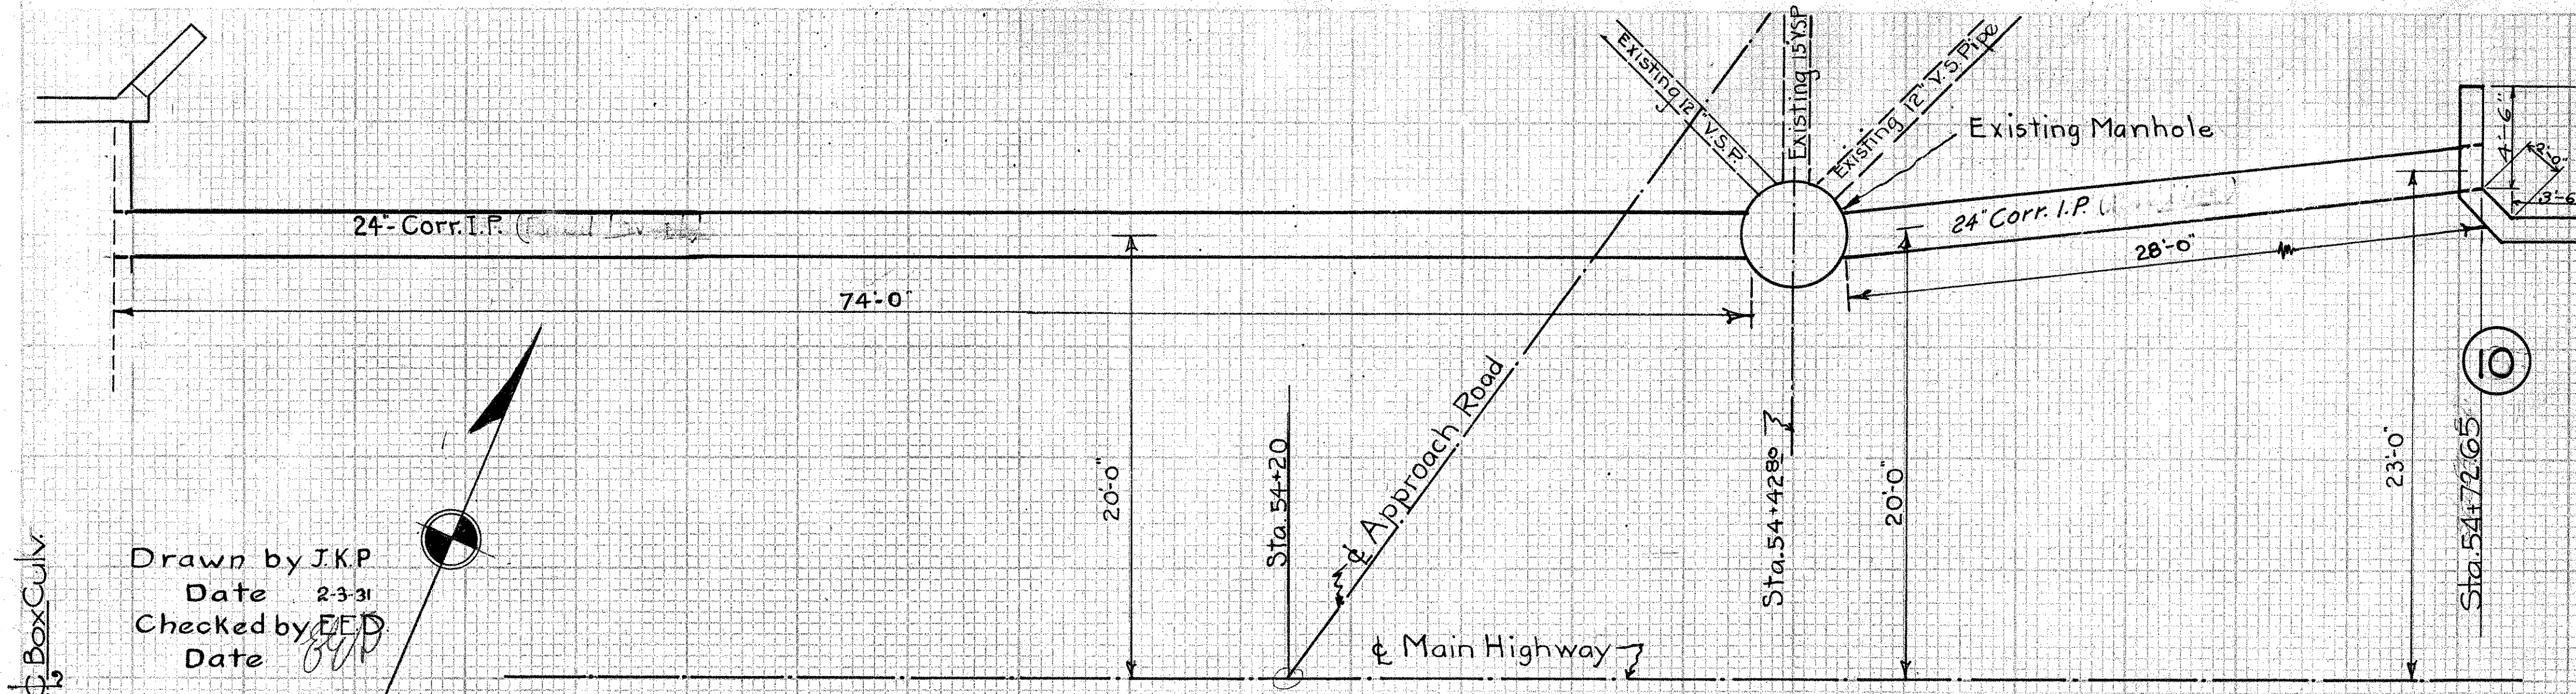 Existing 12" V.S.P.
Existing 15 V.S.P
Existing 12" V.S. Pipe
Existing Manhole
4'-6"
2'-0"
3'-6
24"-Corr. I.P. (
24" Corr. I.P. (
28'-0"
74'-0"
10
℄ Approach Road
Sta. 54+20
20'-0"
Sta. 54+42.80
20'-0"
23'-0"
Sta. 54+72.65
Drawn by J.K.P
Date 2-3-31
Checked by E.E.D.
Date
℄ Main Highway
Box Culv.